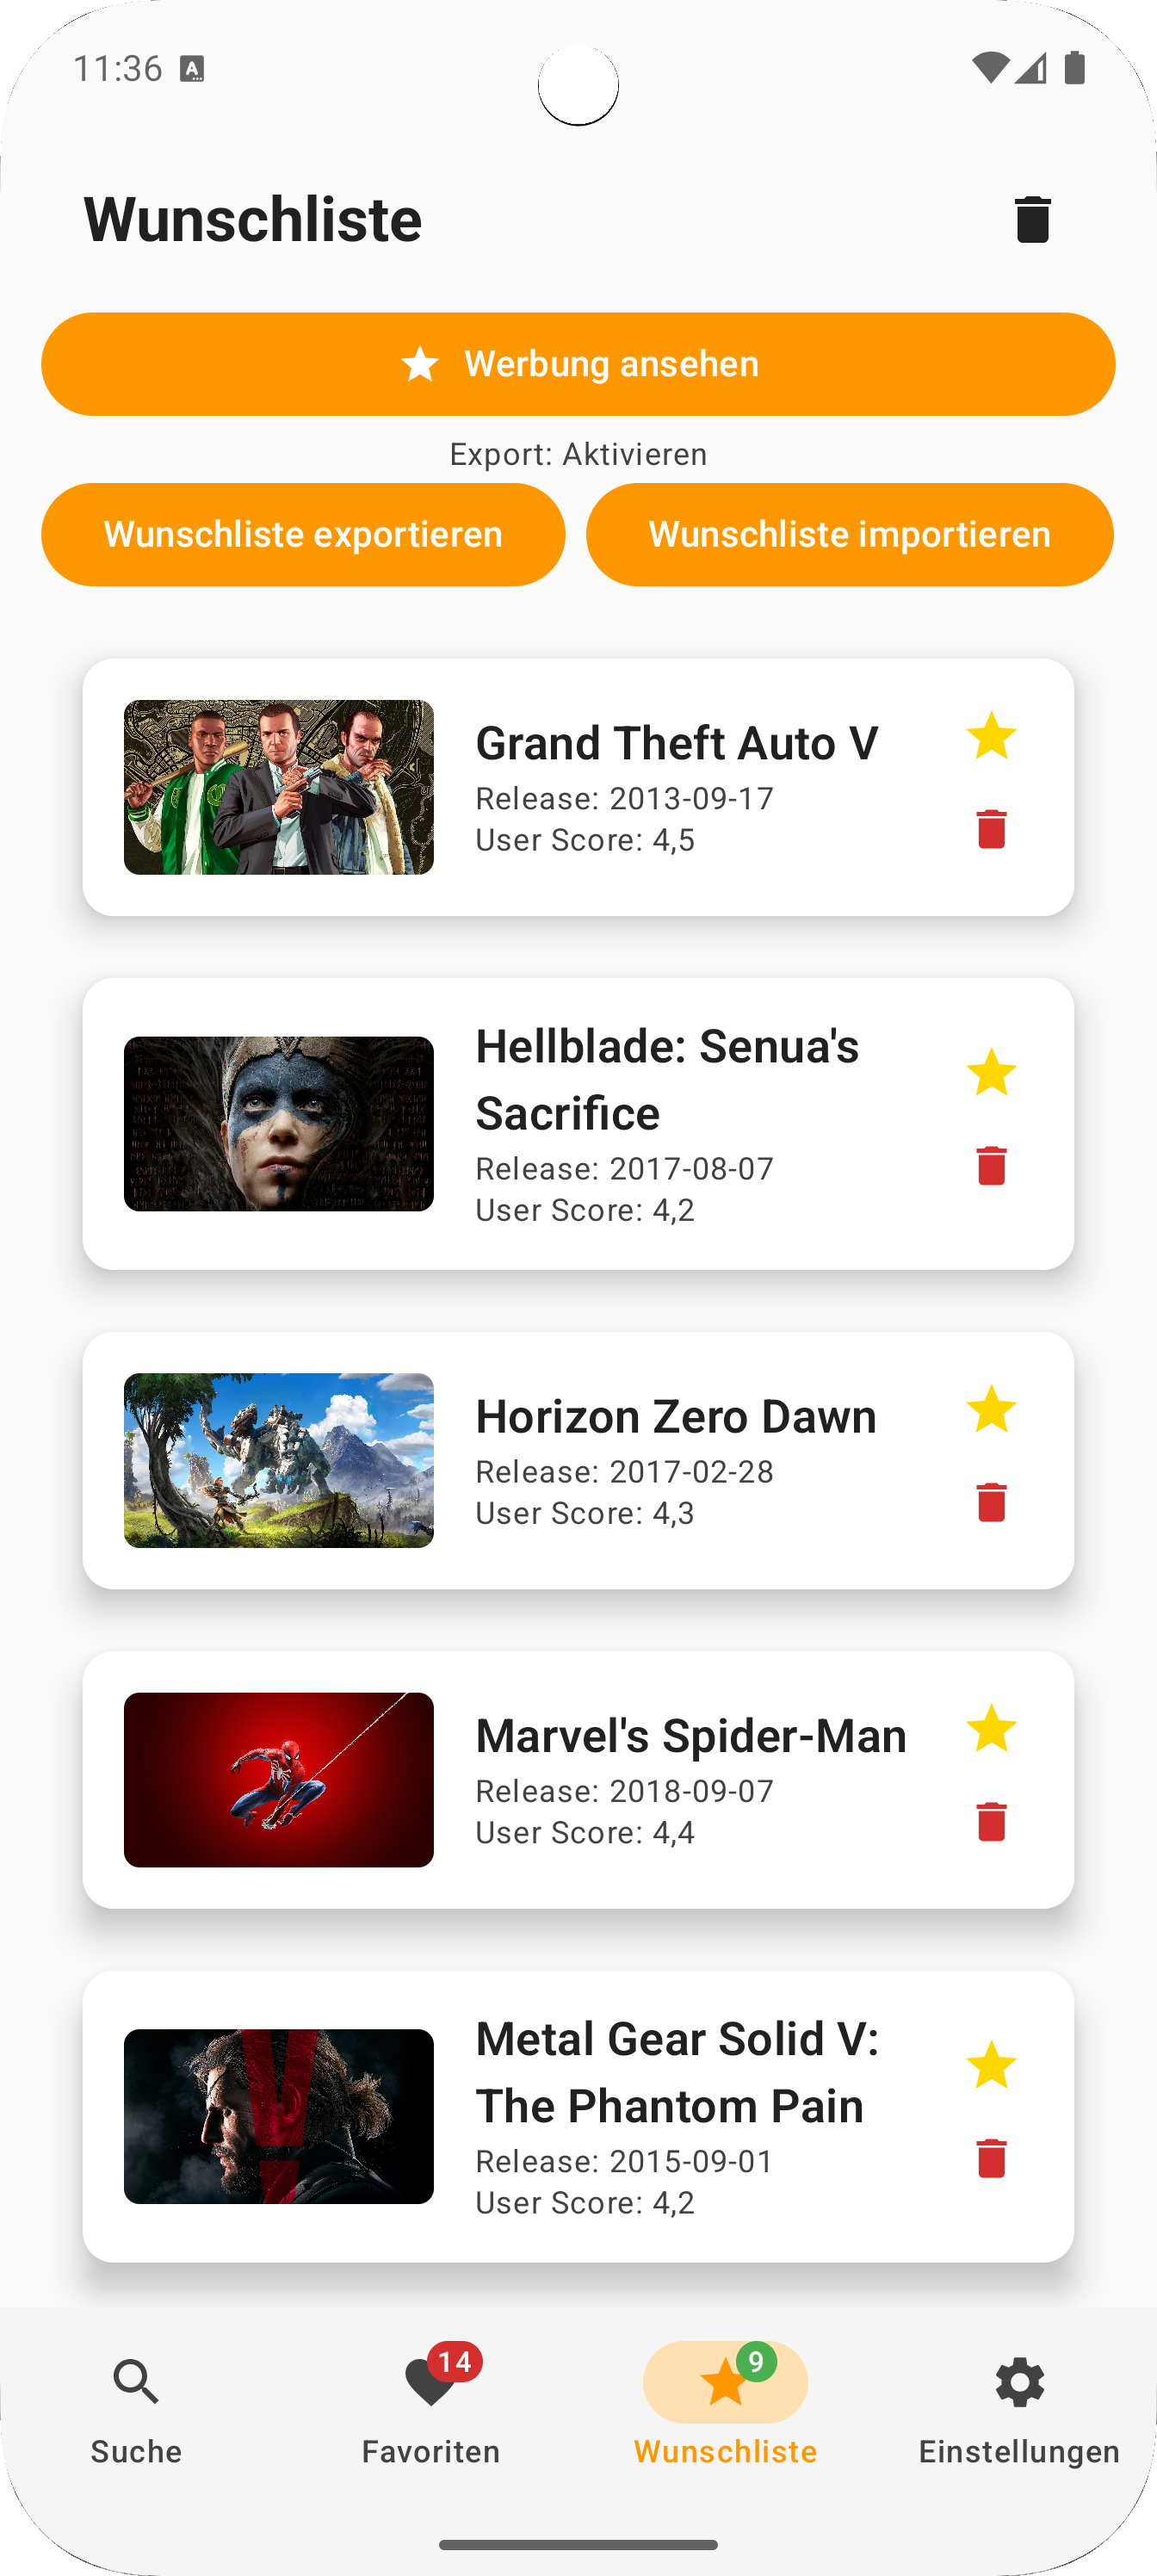 11:36
Wunschliste
Werbung ansehen
Export: Aktivieren
Wunschliste exportieren
Wunschliste importieren
Grand Theft Auto V
Release: 2013-09-17
User Score: 4,5
Hellblade: Senua's
Sacrifice
Release: 2017-08-07
User Score: 4,2
Horizon Zero Dawn
Release: 2017-02-28
User Score: 4,3
Marvel's Spider-Man
Release: 2018-09-07
User Score: 4,4
Metal Gear Solid V:
The Phantom Pain
Release: 2015-09-01
User Score: 4,2
14
9
Suche
Favoriten
Wunschliste
Einstellungen